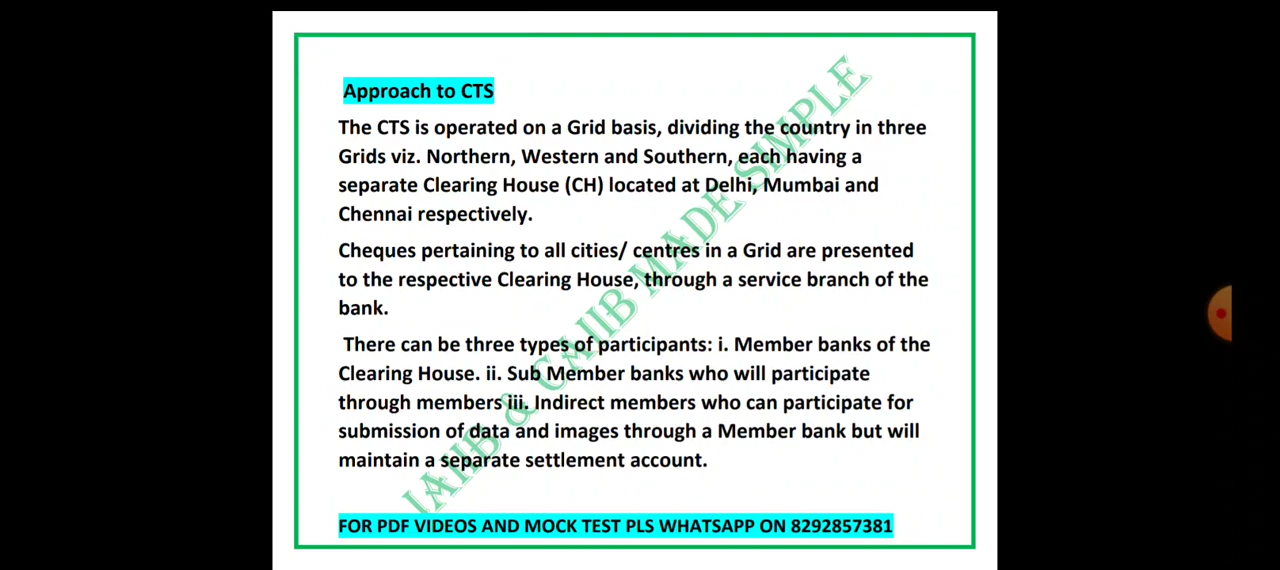 Approach to CTS
The CTS is operated on a Grid basis, dividing the country in three
Grids viz. Northern, Western and Southern, each having a
separate Clearing House (CH) located at Delhi, Mumbai and
Chennai respectively.
Cheques pertaining to all cities/ centres in a Grid are presented
to the respective Clearing House, through a service branch of the
bank.
There can be three types of participants: i. Member banks of the
Clearing House. ii. Sub Member banks who will participate
through members iii. Indirect members who can participate for
submission of data and images through a Member bank but will
maintain a separate settlement account.
FOR PDF VIDEOS AND MOCK TEST PLS WHATSAPP ON 8292857381
JAIIB & CAIIB MADE SIMPLE